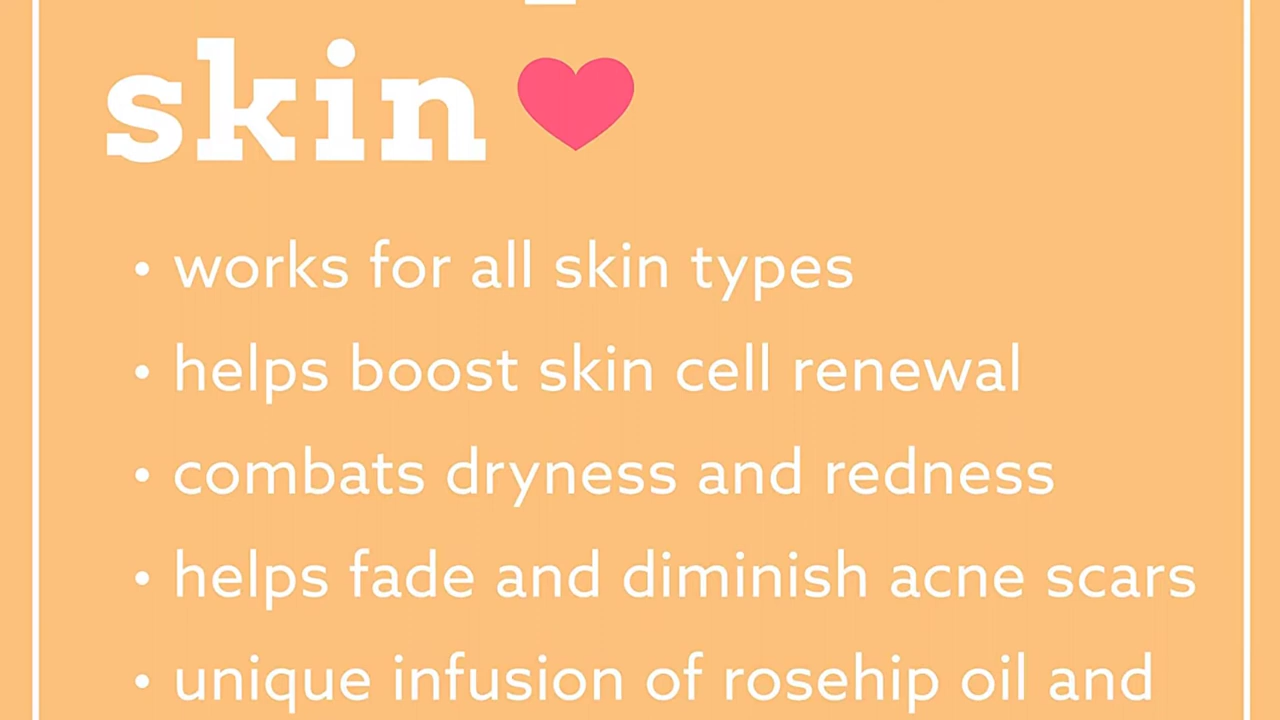 skin
• works for all skin types
• helps boost skin cell renewal
• combats dryness and redness
• helps fade and diminish acne scars
• unique infusion of rosehip oil and